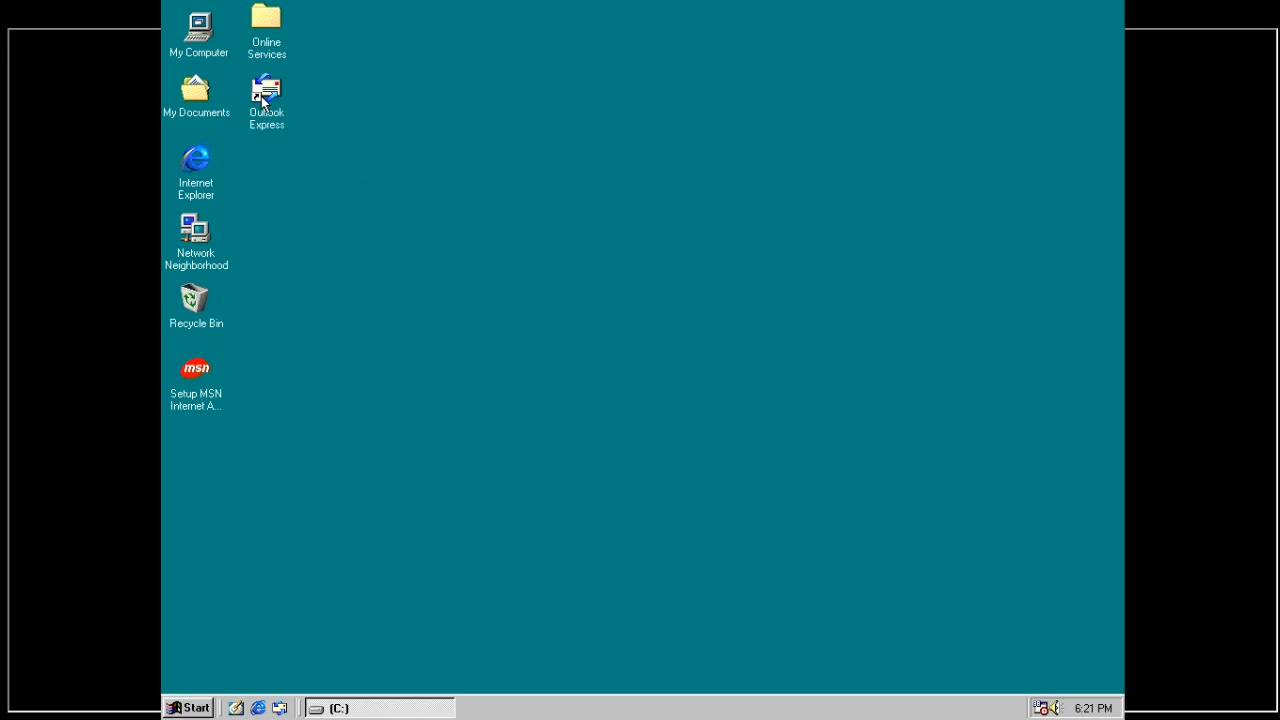 My Computer
Online
Services
My Documents
Outlook
Express
Internet
Explorer
Network
Neighborhood
Recycle Bin
msn
Setup MSN
Internet A...
Start
(C:)
6:21 PM